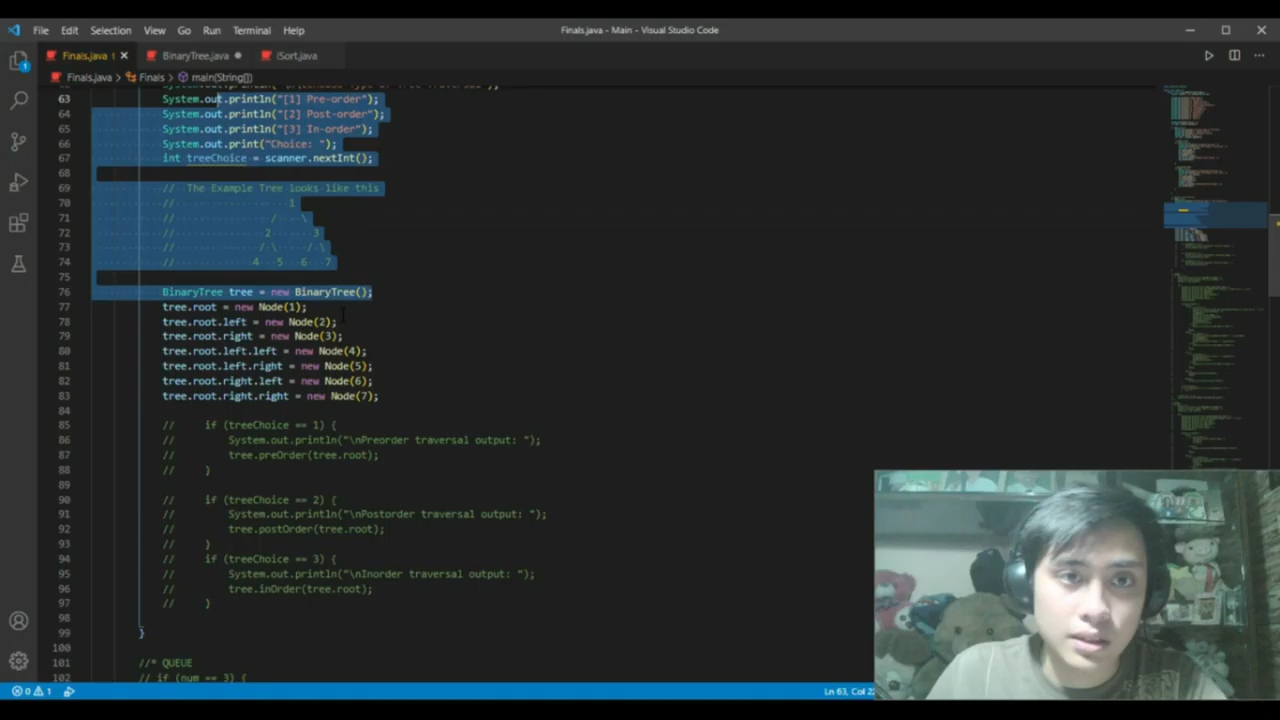 File Edit Selection View Go Run Terminal Help
Finals.java - Main - Visual Studio Code
Finals.java 1 BinaryTree.java iSort.java
Finals.java > Finals > main(String[])
63 System.out.println("[1] Pre-order");
64 System.out.println("[2] Post-order");
65 System.out.println("[3] In-order");
66 System.out.print("Choice: ");
67 int treeChoice = scanner.nextInt();
68
69 // The Example Tree looks like this
70 // 1
71 // / \
72 // 2 3
73 // / \ / \
74 // 4 5 6 7
75
76 BinaryTree tree = new BinaryTree();
77 tree.root = new Node(1);
78 tree.root.left = new Node(2);
79 tree.root.right = new Node(3);
80 tree.root.left.left = new Node(4);
81 tree.root.left.right = new Node(5);
82 tree.root.right.left = new Node(6);
83 tree.root.right.right = new Node(7);
84
85 // if (treeChoice == 1) {
86 // System.out.println("\nPreorder traversal output: ");
87 // tree.preOrder(tree.root);
88 // }
89
90 // if (treeChoice == 2) {
91 // System.out.println("\nPostorder traversal output: ");
92 // tree.postOrder(tree.root);
93 // }
94 // if (treeChoice == 3) {
95 // System.out.println("\nInorder traversal output: ");
96 // tree.inOrder(tree.root);
97 // }
98
99 }
100
101 //* QUEUE
102 // if (num == 3) {
0 1 Ln 63, Col 22